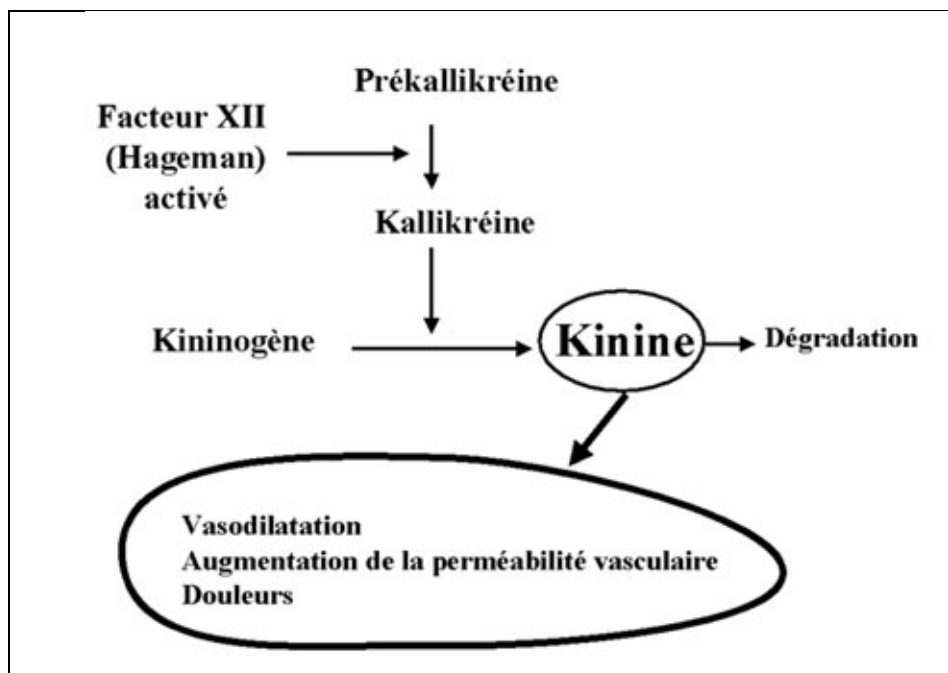 Prékallikréine
Facteur XII
(Hageman)
activé
Kallikréine
Kininogène
Kinine
Dégradation
Vasodilatation
Augmentation de la perméabilité vasculaire
Douleurs